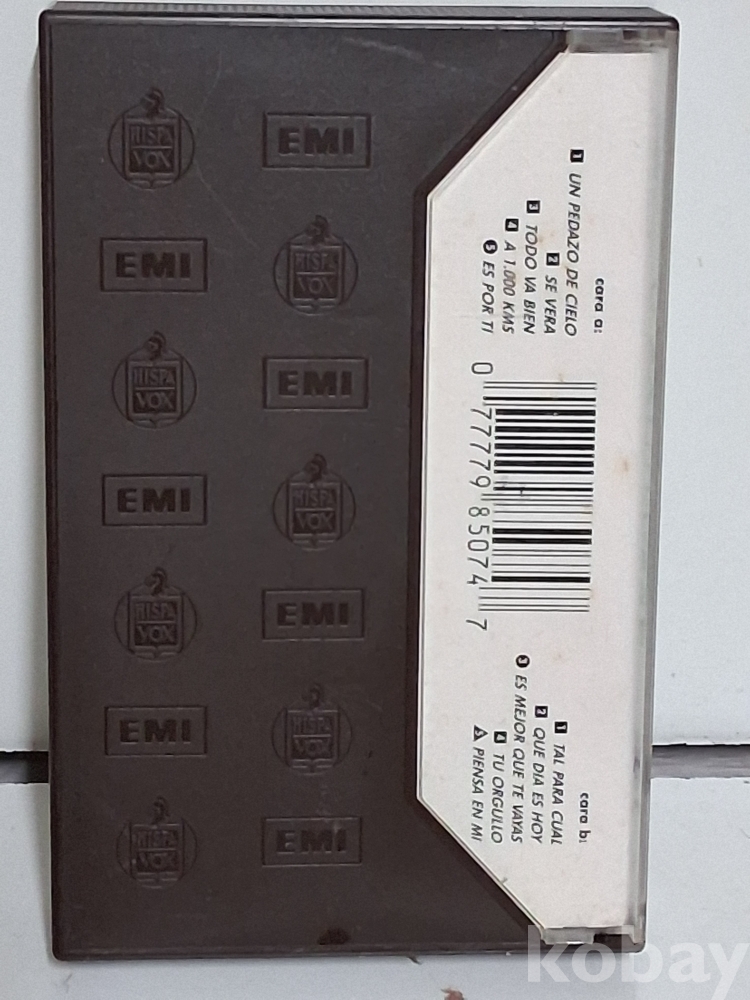 cara a:
1 UN PEDAZO DE CIELO
2 SE VERA
3 TODO VA BIEN
4 A 1.000 KMS
5 ES POR TI
0 77779 85074 7
cara b:
1 TAL PARA CUAL
2 QUE DIA ES HOY
3 ES MEJOR QUE TE VAYAS
4 TU ORGULLO
5 PIENSA EN MI
HISPA
VOX
EMI
EMI
HISPA
VOX
HISPA
VOX
EMI
EMI
HISPA
VOX
HISPA
VOX
EMI
EMI
HISPA
VOX
HISPA
VOX
EMI
kobay